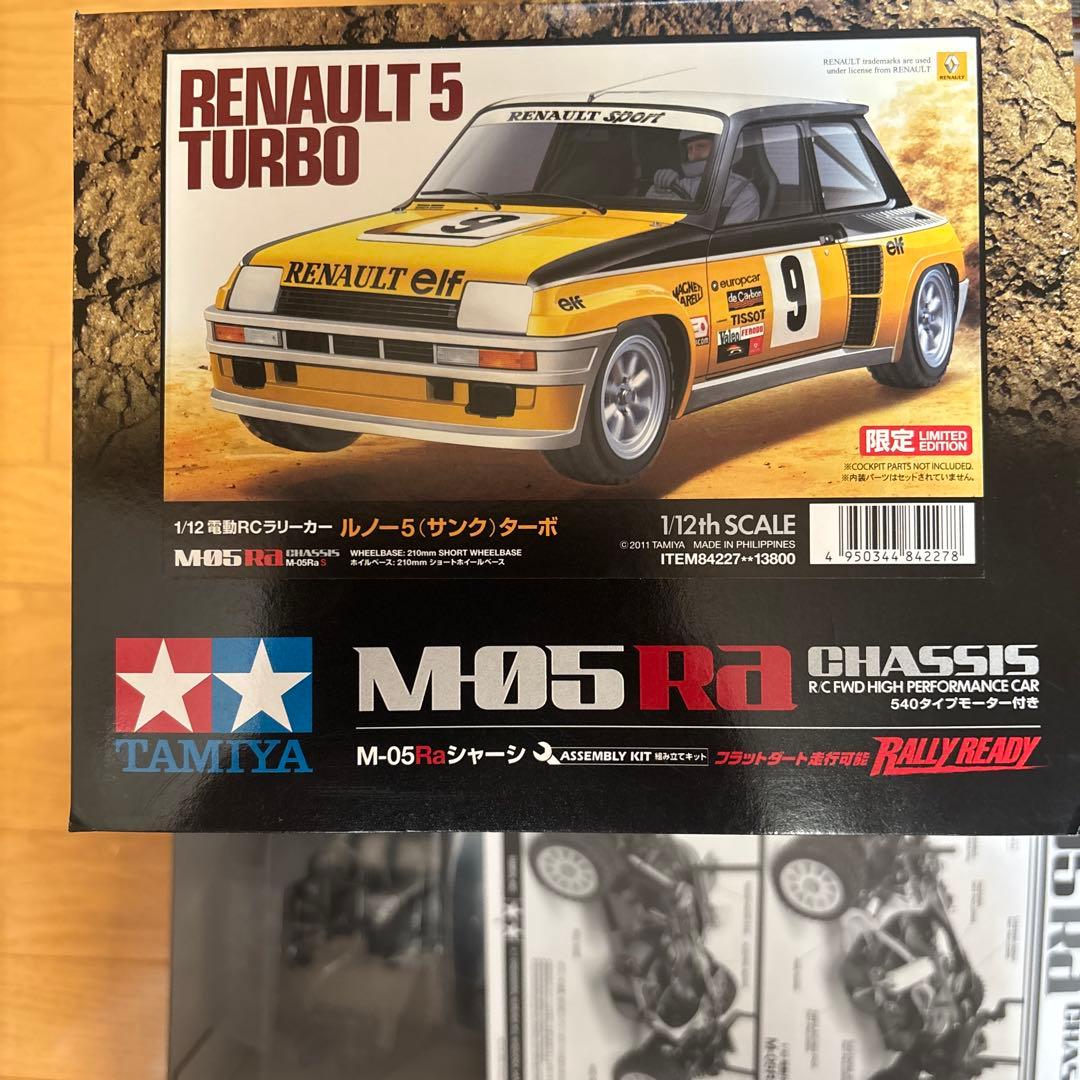 RENAULT 5
TURBO
RENAULT trademarks are used
under license from RENAULT
RENAULT
RENAULT sport
9
RENAULT elf
elf
MAGNETI
MARELLI
europcar
de Carbon
TISSOT
Valeo FERODO
9
elf
限定 LIMITED EDITION
※COCKPIT PARTS NOT INCLUDED.
※内装パーツはセットされていません。
1/12 電動RCラリーカー ルノー5(サンク)ターボ
M-05Ra CHASSIS
M-05Ra S
WHEELBASE: 210mm SHORT WHEELBASE
ホイルベース: 210mm ショートホイールベース
1/12th SCALE
©2011 TAMIYA MADE IN PHILIPPINES
ITEM84227**13800
4 950344 842278
TAMIYA
M-05Ra CHASSIS
R/C FWD HIGH PERFORMANCE CAR
540タイプモーター付き
M-05Raシャーシ ASSEMBLY KIT 組み立てキット フラットダート走行可能 RALLY READY